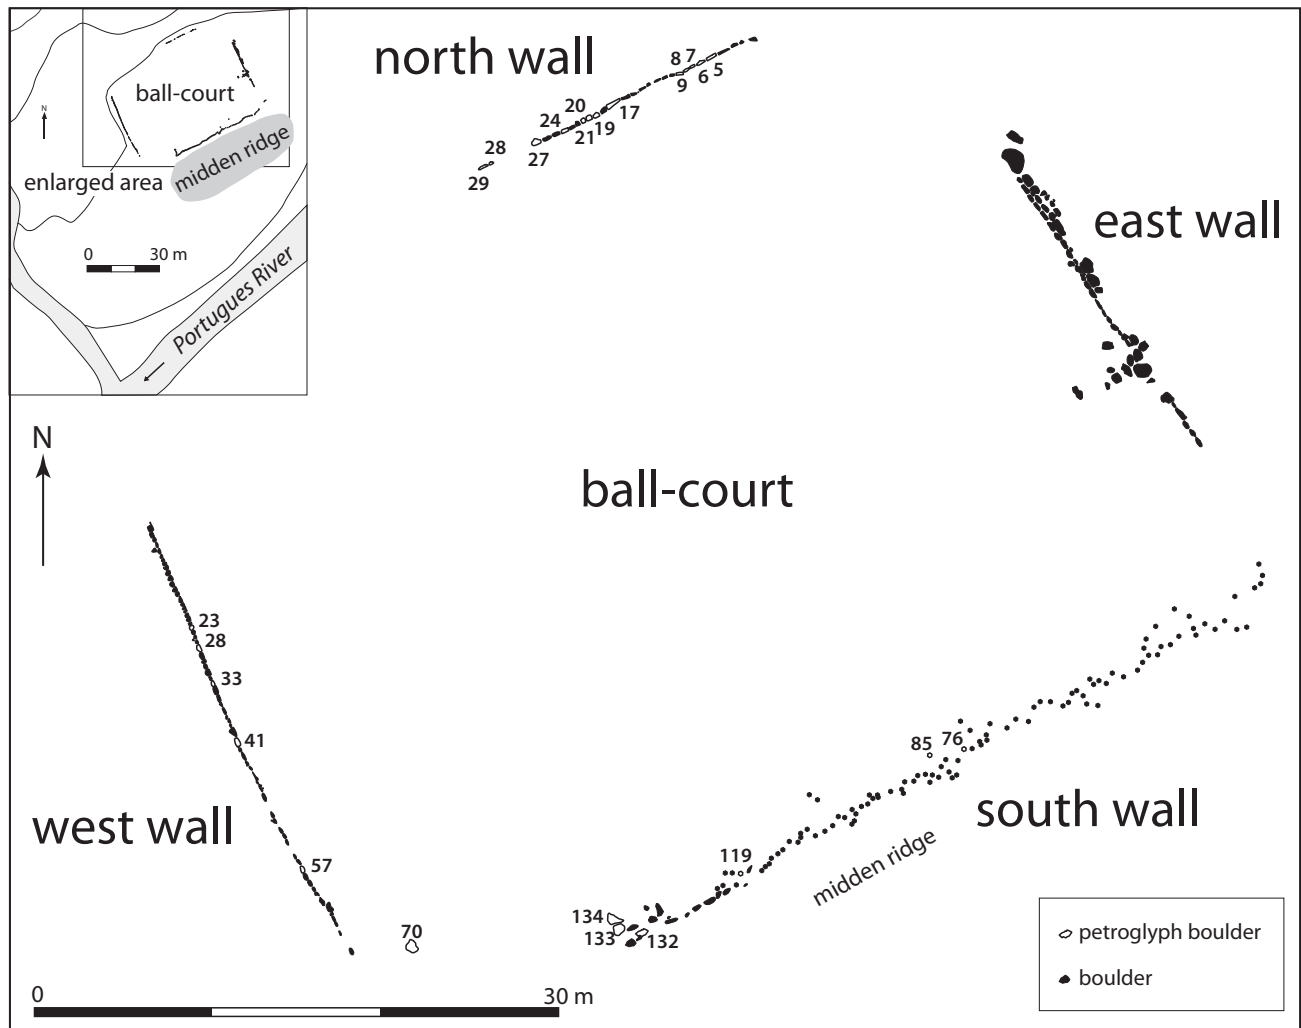 north wall
8 7
5
6
9
17
20
19
24
21
27
28
29
N
ball-court
midden ridge
enlarged area
0 30 m
Portugues River
east wall
N
ball-court
23
28
33
41
west wall
57
70
0 30 m
85 76
south wall
midden ridge
119
134
133 132
petroglyph boulder
boulder